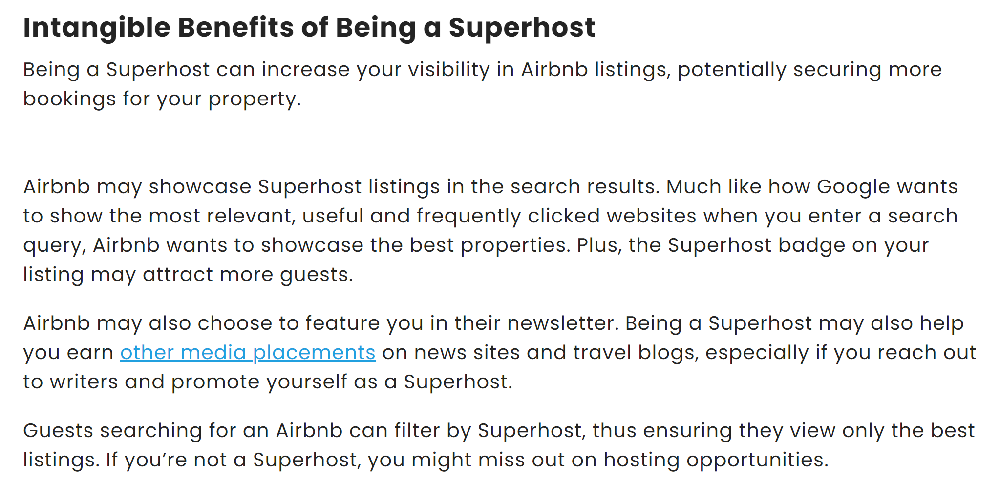 Intangible Benefits of Being a Superhost
Being a Superhost can increase your visibility in Airbnb listings, potentially securing more
bookings for your property.
Airbnb may showcase Superhost listings in the search results. Much like how Google wants
to show the most relevant, useful and frequently clicked websites when you enter a search
query, Airbnb wants to showcase the best properties. Plus, the Superhost badge on your
listing may attract more guests.
Airbnb may also choose to feature you in their newsletter. Being a Superhost may also help
you earn other media placements on news sites and travel blogs, especially if you reach out
to writers and promote yourself as a Superhost.
Guests searching for an Airbnb can filter by Superhost, thus ensuring they view only the best
listings. If you’re not a Superhost, you might miss out on hosting opportunities.